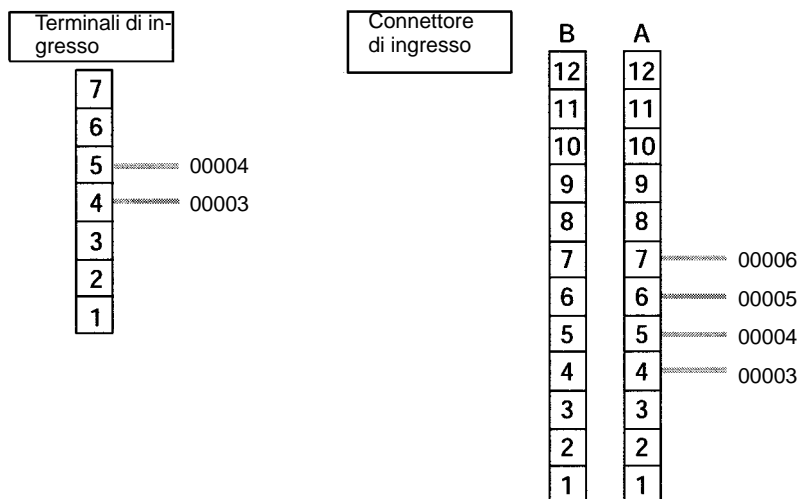 Terminali di in-
gresso
7
6
5 00004
4 00003
3
2
1
Connettore
di ingresso
B A
12 12
11 11
10 10
9 9
8 8
7 7 00006
6 6 00005
5 5 00004
4 4 00003
3 3
2 2
1 1